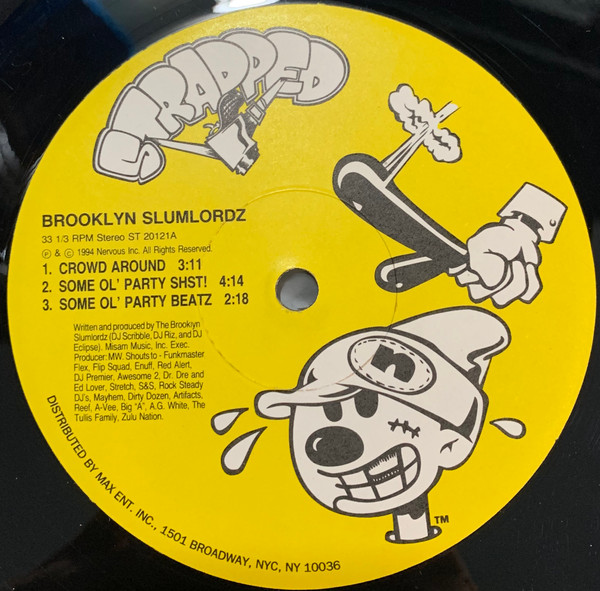 STRAPPED
BROOKLYN SLUMLORDZ
33 1/3 RPM Stereo ST 20121A
Ⓟ & © 1994 Nervous Inc. All Rights Reserved.
1. CROWD AROUND 3:11
2. SOME OL' PARTY SHST! 4:14
3. SOME OL' PARTY BEATZ 2:18
Written and produced by The Brooklyn
Slumlordz (DJ Scribble, DJ Riz, and DJ
Eclipse). Misam Music, Inc. Exec.
Producer: MW. Shouts to - Funkmaster
Flex, Flip Squad, Enuff, Red Alert,
DJ Premier, Awesome 2, Dr. Dre and
Ed Lover, Stretch, S&S, Rock Steady
DJ's, Mayhem, Dirty Dozen, Artifacts,
Reef, A-Vee, Big "A", A.G. White, The
Tullis Family, Zulu Nation.
n
TM
DISTRIBUTED BY MAX ENT. INC., 1501 BROADWAY, NYC, NY 10036